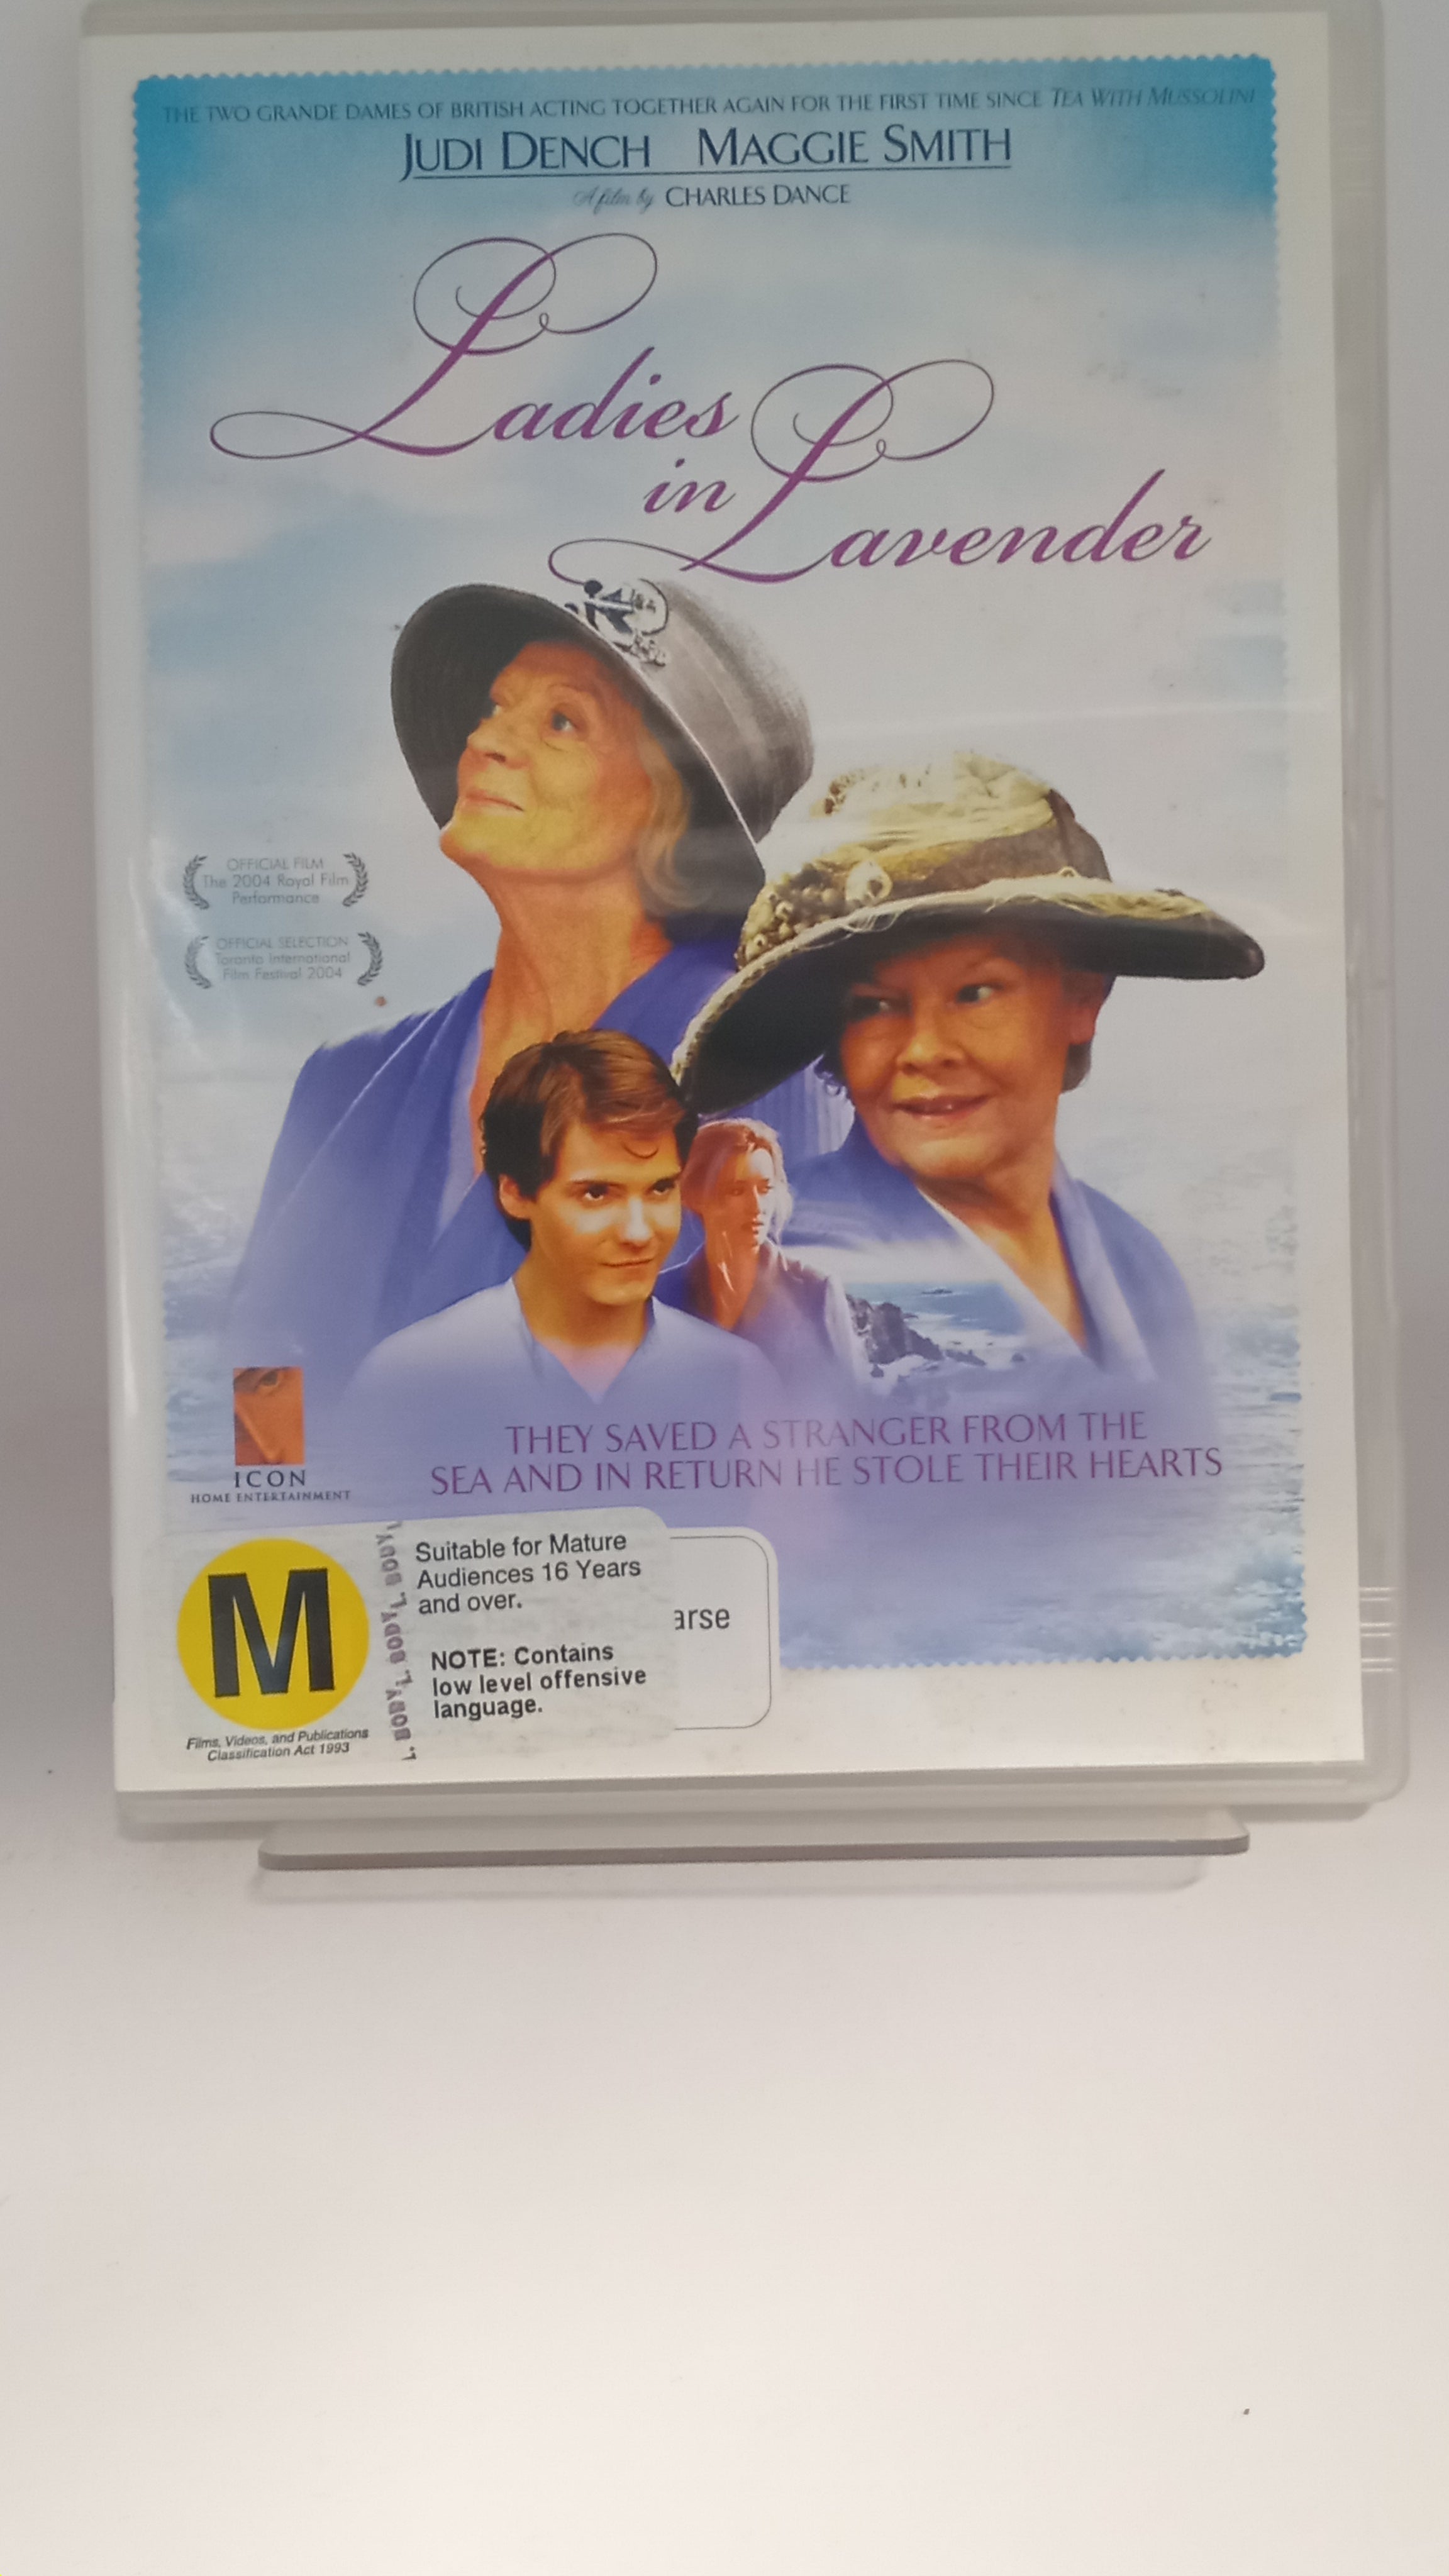 THE TWO GRANDE DAMES OF BRITISH ACTING TOGETHER AGAIN FOR THE FIRST TIME SINCE TEA WITH MUSSOLINI
JUDI DENCH MAGGIE SMITH
A film by CHARLES DANCE
Ladies
in Lavender
OFFICIAL FILM
The 2004 Royal Film
Performance
OFFICIAL SELECTION
Toronto International
Film Festival 2004
THEY SAVED A STRANGER FROM THE
SEA AND IN RETURN HE STOLE THEIR HEARTS
ICON
HOME ENTERTAINMENT
M
Films, Videos, and Publications
Classification Act 1993
Suitable for Mature
Audiences 16 Years
and over.
NOTE: Contains
low level offensive
language.
arse